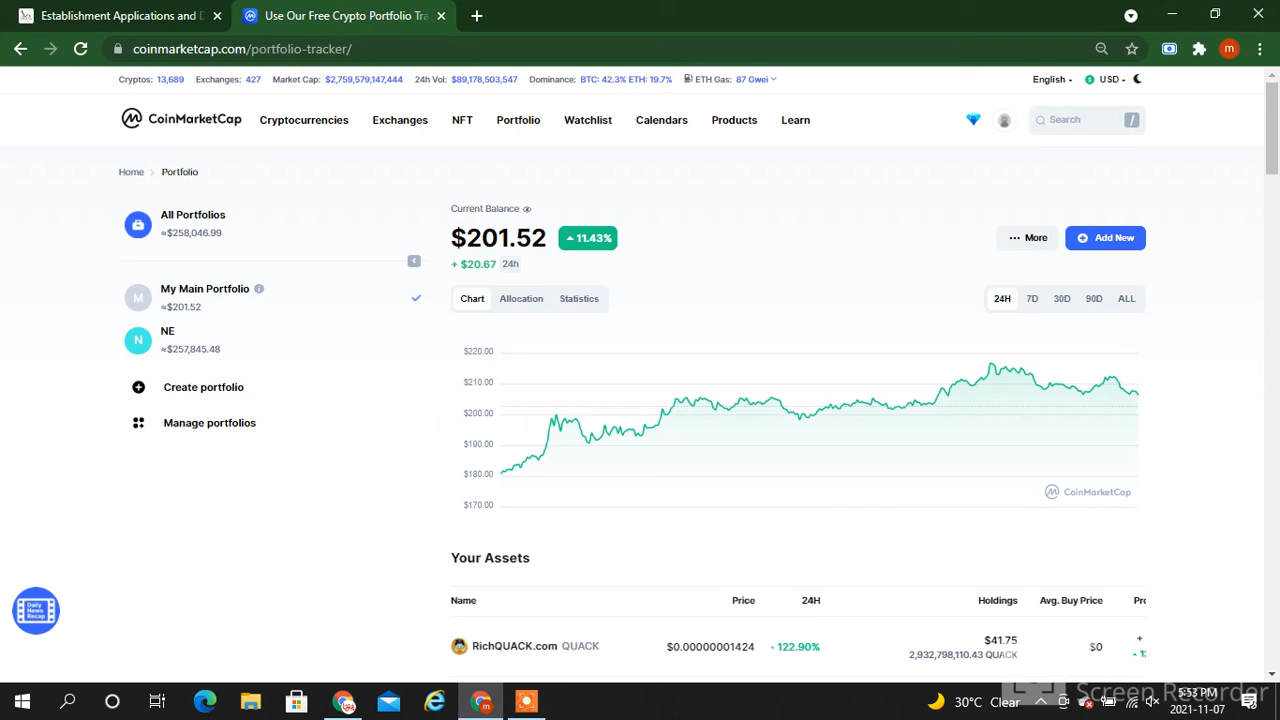 Establishment Applications and D
Use Our Free Crypto Portfolio Tra
m
coinmarketcap.com/portfolio-tracker/
Cryptos: 13,689 Exchanges: 427 Market Cap: $2,759,579,147,444 24h Vol: $89,178,503,547 Dominance: BTC: 42.3% ETH: 19.7% ETH Gas: 87 Gwei English USD
CoinMarketCap Cryptocurrencies Exchanges NFT Portfolio Watchlist Calendars Products Learn Search /
Home > Portfolio
All Portfolios
≈$258,046.99
M My Main Portfolio
≈$201.52
N NE
≈$257,845.48
Create portfolio
Manage portfolios
Current Balance
$201.52 11.43%
+ $20.67 24h
More Add New
Chart Allocation Statistics
24H 7D 30D 90D ALL
$220.00
$210.00
$200.00
$190.00
$180.00
$170.00
CoinMarketCap
Your Assets
Name Price 24H Holdings Avg. Buy Price
RichQUACK.com QUACK $0.00000001424 122.90% $41.75 $0
2,932,798,110.43 QUACK
Daily
News
Recap
30°C Clear
5:53 PM
2021-11-07
Screen Recorder